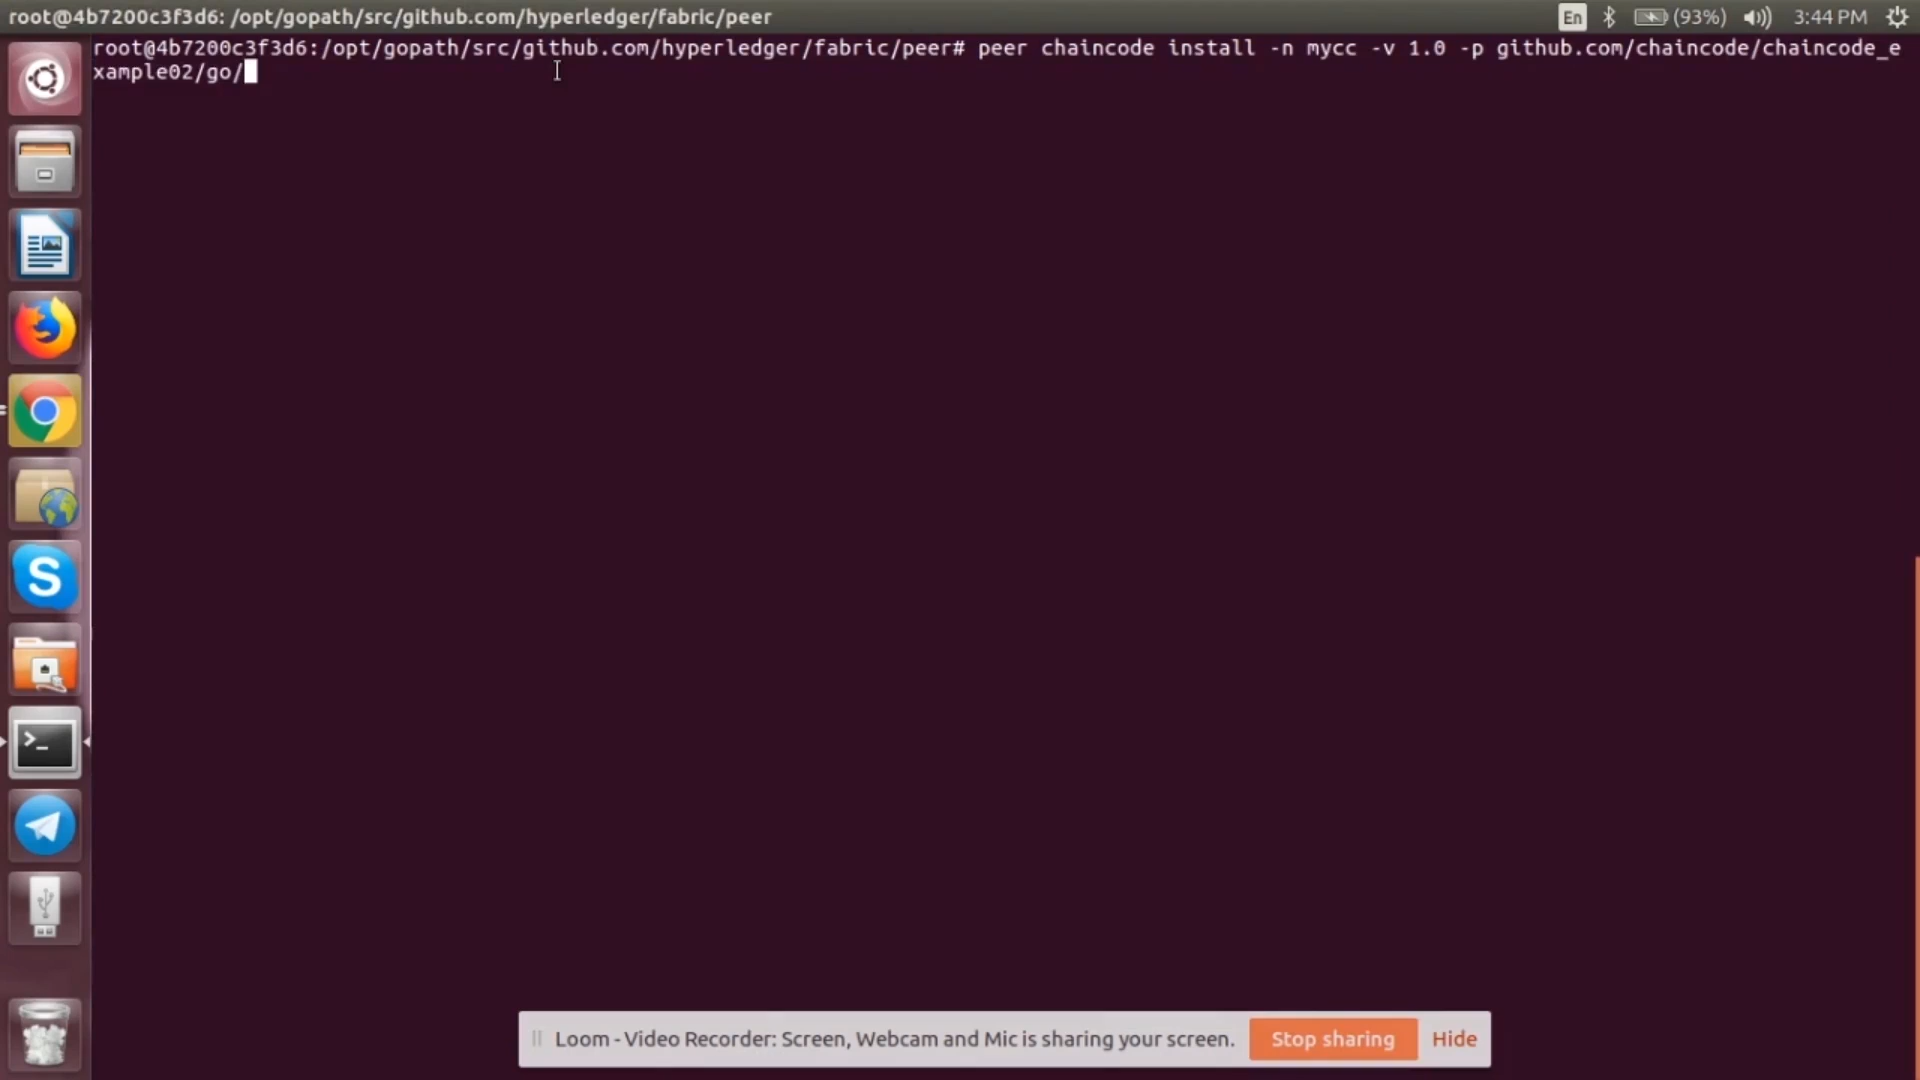 root@4b7200c3f3d6: /opt/gopath/src/github.com/hyperledger/fabric/peer
En
(93%)
3:44 PM
root@4b7200c3f3d6:/opt/gopath/src/github.com/hyperledger/fabric/peer# peer chaincode install -n mycc -v 1.0 -p github.com/chaincode/chaincode_e
xample02/go/
S
>_
Loom - Video Recorder: Screen, Webcam and Mic is sharing your screen.
Stop sharing
Hide